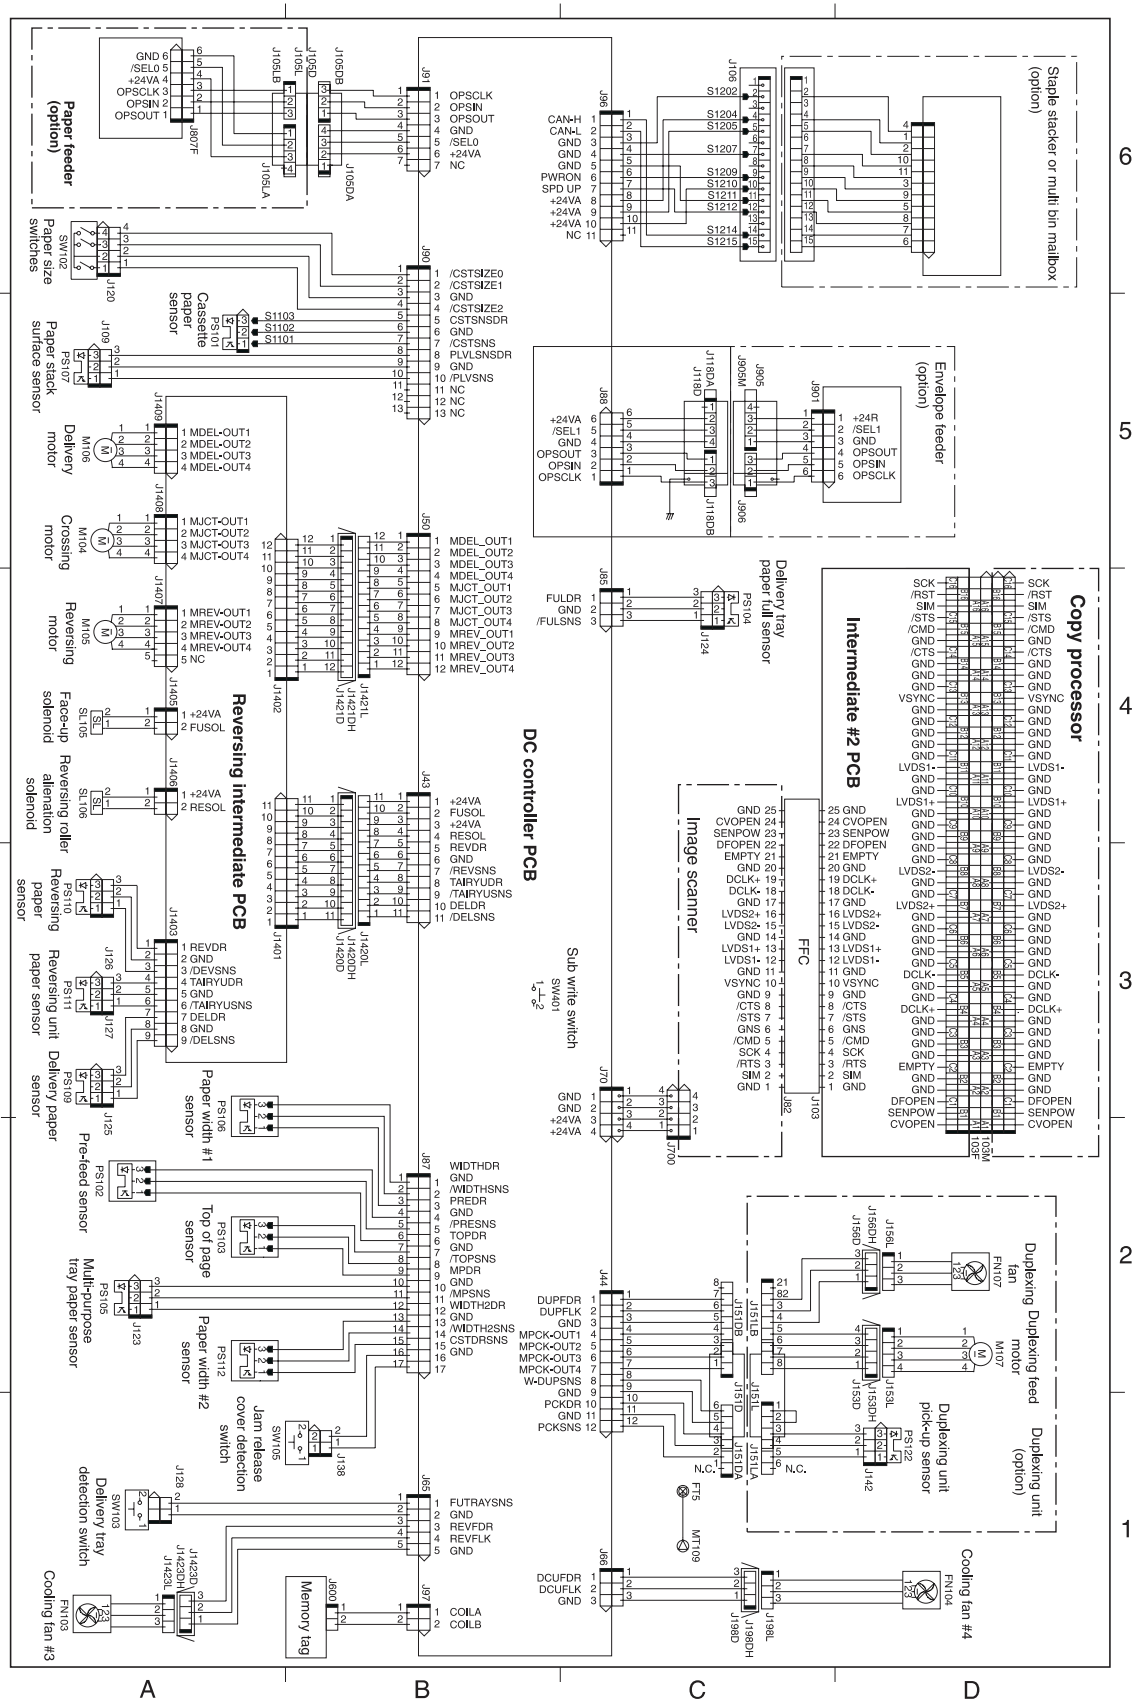 Paper feeder
(option)
GND 6
/SEL0 5
+24VA 4
OPSCLK 3
OPSIN 2
OPSOUT 1
J807F
J105LB
J105L
J105D
J105DB
J105LA
J105DA
J91
1 OPSCLK
2 OPSIN
3 OPSOUT
4 GND
5 /SEL0
6 +24VA
7 NC
J96
CAN-H 1
CAN-L 2
GND 3
GND 4
GND 5
PWRON 6
SPD UP 7
+24VA 8
+24VA 9
+24VA 10
NC 11
J106
S1202
S1204
S1205
S1207
S1209
S1210
S1211
S1212
S1214
S1215
Staple stacker or multi bin mailbox
(option)
6
Paper size
switches
SW102
J120
Cassette
paper
sensor
PS101
S1103
S1102
S1101
Paper stack
surface sensor
PS107
J109
J90
1 /CSTSIZE0
2 /CSTSIZE1
3 GND
4 /CSTSIZE2
5 CSTSNSDR
6 GND
7 /CSTSNS
8 PLVLSNSDR
9 GND
10 /PLVSNS
11 NC
12 NC
13 NC
J88
+24VA 6
/SEL1 5
GND 4
OPSOUT 3
OPSIN 2
OPSCLK 1
J118DA
J118D
J118DB
J905M
J905
J906
J901
1 +24R
2 /SEL1
3 GND
4 OPSOUT
5 OPSIN
6 OPSCLK
Envelope feeder
(option)
5
J1409
1 MDEL-OUT1
2 MDEL-OUT2
3 MDEL-OUT3
4 MDEL-OUT4
M106
Delivery
motor
J1408
1 MJCT-OUT1
2 MJCT-OUT2
3 MJCT-OUT3
4 MJCT-OUT4
M104
Crossing
motor
J1407
1 MREV-OUT1
2 MREV-OUT2
3 MREV-OUT3
4 MREV-OUT4
5 NC
M105
Reversing
motor
J1405
1 +24VA
2 FUSOL
SL105
Face-up
solenoid
J1406
1 +24VA
2 RESOL
SL106
Reversing roller
alienation
solenoid
Reversing intermediate PCB
J1402
J1421D
J1421DH
J1421L
J50
1 MDEL_OUT1
2 MDEL_OUT2
3 MDEL_OUT3
4 MDEL_OUT4
5 MJCT_OUT1
6 MJCT_OUT2
7 MJCT_OUT3
8 MJCT_OUT4
9 MREV_OUT1
10 MREV_OUT2
11 MREV_OUT3
12 MREV_OUT4
J85
FULDR 1
GND 2
/FULSNS 3
PS104
J124
Delivery tray
paper full sensor
DC controller PCB
Intermediate #2 PCB
Copy processor
4
SCK
/RST
SIM
/STS
/CMD
GND
/CTS
GND
GND
GND
VSYNC
GND
GND
GND
GND
GND
LVDS1-
GND
GND
LVDS1+
GND
GND
GND
GND
GND
LVDS2-
GND
GND
LVDS2+
GND
GND
GND
GND
GND
DCLK-
GND
GND
DCLK+
GND
GND
GND
GND
EMPTY
GND
GND
DFOPEN
SENPOW
CVOPEN
103F
103M
J43
1 +24VA
2 FUSOL
3 +24VA
4 RESOL
5 REVDR
6 GND
7 /REVSNS
8 TAIRYUDR
9 /TAIRYUSNS
10 DELDR
11 /DELSNS
J1401
J1420D
J1420DH
J1420L
Image scanner
GND 25
CVOPEN 24
SENPOW 23
DFOPEN 22
EMPTY 21
GND 20
DCLK+ 19
DCLK- 18
GND 17
LVDS2+ 16
LVDS2- 15
GND 14
LVDS1+ 13
LVDS1- 12
GND 11
VSYNC 10
GND 9
/CTS 8
/STS 7
GNS 6
/CMD 5
SCK 4
/RTS 3
SIM 2
GND 1
FFC
25 GND
24 CVOPEN
23 SENPOW
22 DFOPEN
21 EMPTY
20 GND
19 DCLK+
18 DCLK-
17 GND
16 LVDS2+
15 LVDS2-
14 GND
13 LVDS1+
12 LVDS1-
11 GND
10 VSYNC
9 GND
8 /CTS
7 /STS
6 GNS
5 /CMD
4 SCK
3 /RTS
2 SIM
1 GND
J82
J103
3
J1403
1 REVDR
2 GND
3 /DEVSNS
4 TAIRYUDR
5 GND
6 /TAIRYUSNS
7 DELDR
8 GND
9 /DELSNS
Reversing
paper
sensor
PS110
J126
Reversing unit
paper sensor
PS111
J127
Delivery paper
sensor
PS109
J125
Sub write switch
SW401
J70
GND 1
GND 2
+24VA 3
+24VA 4
J700
Paper width #1
sensor
PS106
Pre-feed sensor
PS102
Top of page
sensor
PS103
Multi-purpose
tray paper sensor
PS105
J123
Paper width #2
sensor
PS112
Jam release
cover detection
switch
SW105
J138
J87
WIDTHDR
GND
/WIDTHSNS
PREDR
GND
/PRESNS
TOPDR
GND
/TOPSNS
MPDR
GND
/MPSNS
WIDTH2DR
GND
/WIDTH2SNS
CSTDRSNS
GND
J44
DUPFDR 1
DUPFLK 2
GND 3
MPCK-OUT1 4
MPCK-OUT2 5
MPCK-OUT3 6
MPCK-OUT4 7
W-DUPSNS 8
GND 9
PCKDR 10
GND 11
PCKSNS 12
J151DB
J151LB
J151D
J151L
J151DA
J151LA
N.C.
N.C.
J156D
J156DH
J156L
FN107
Duplexing
fan
J153D
J153DH
J153L
M107
Duplexing feed
motor
PS122
J142
Duplexing unit
pick-up sensor
Duplexing unit
(option)
2
Delivery tray
detection switch
SW103
J128
J65
1 FUTRAYSNS
2 GND
3 REVFDR
4 REVFLK
5 GND
Cooling fan #3
FN103
J1423L
J1423DH
J1423D
Memory tag
J600
J97
1 COILA
2 COILB
FT5
MT109
J66
DCUFDR 1
DCUFLK 2
GND 3
J198D
J198DH
J198L
FN104
Cooling fan #4
1
A
B
C
D